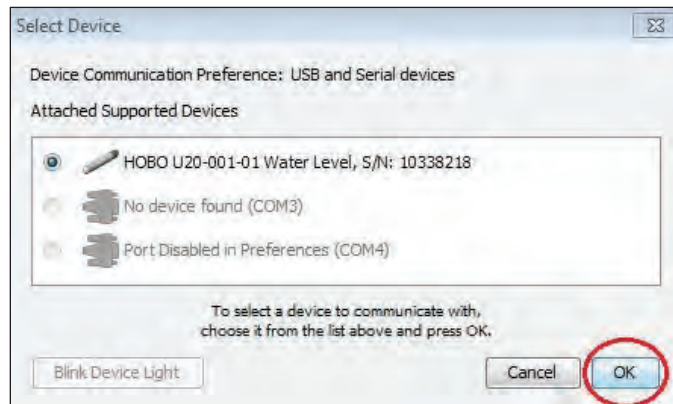 Select Device
Device Communication Preference: USB and Serial devices
Attached Supported Devices
HOBO U20-001-01 Water Level, S/N: 10338218
No device found (COM3)
Port Disabled in Preferences (COM4)
To select a device to communicate with,
choose it from the list above and press OK.
Blink Device Light
Cancel
OK